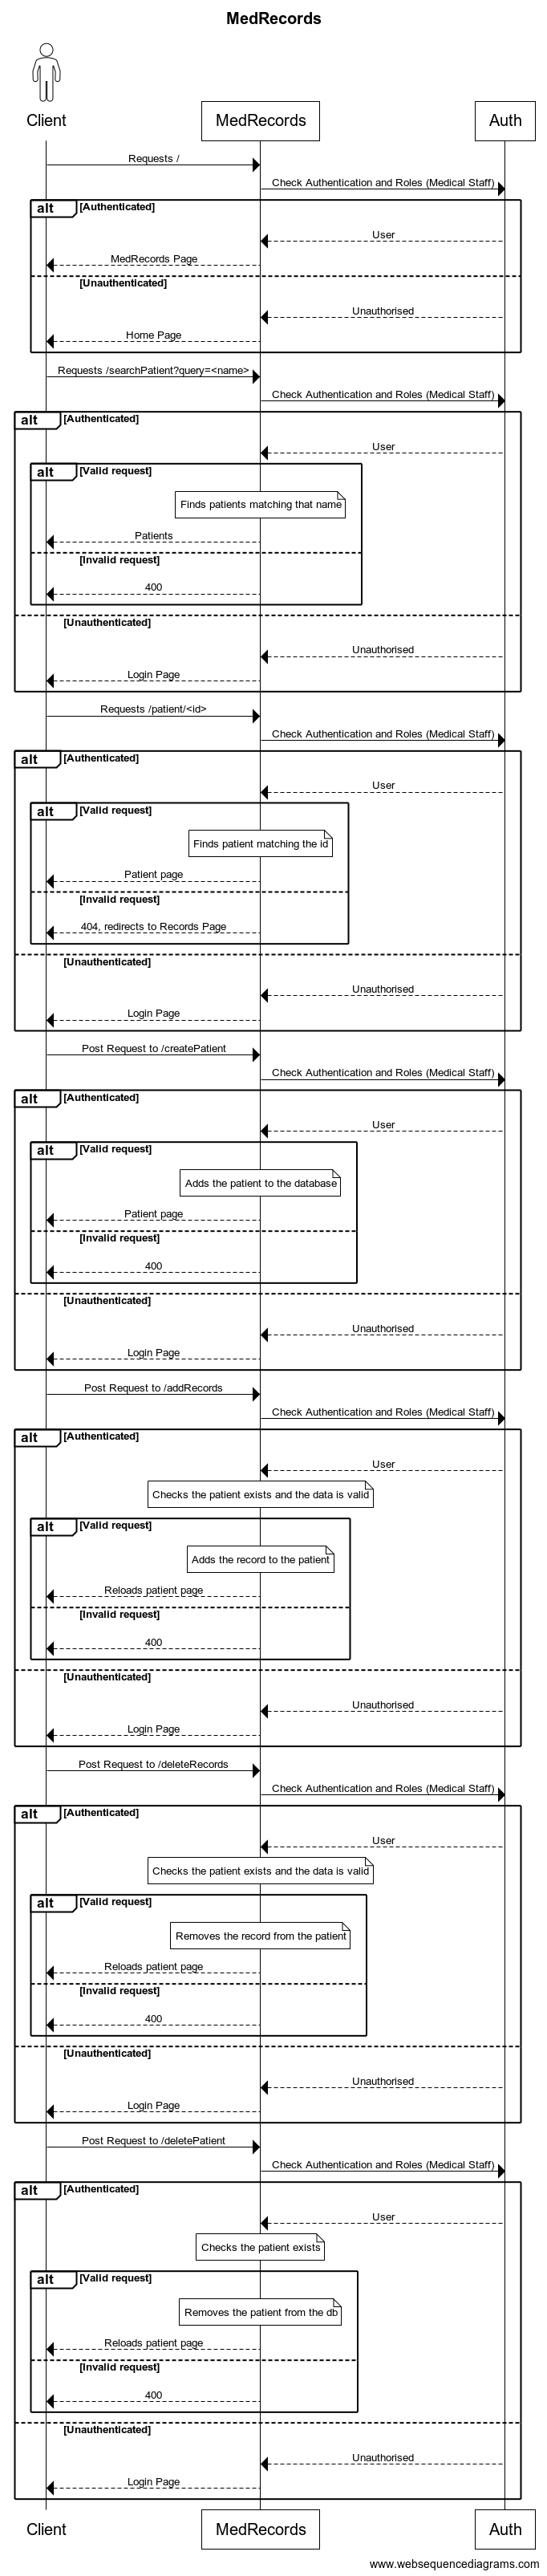 MedRecords
Client
MedRecords
Auth
Requests /
Check Authentication and Roles (Medical Staff)
alt
[Authenticated]
User
MedRecords Page
[Unauthenticated]
Unauthorised
Home Page
Requests /searchPatient?query=<name>
Check Authentication and Roles (Medical Staff)
alt
[Authenticated]
User
alt
[Valid request]
Finds patients matching that name
Patients
[Invalid request]
400
[Unauthenticated]
Unauthorised
Login Page
Requests /patient/<id>
Check Authentication and Roles (Medical Staff)
alt
[Authenticated]
User
alt
[Valid request]
Finds patient matching the id
Patient page
[Invalid request]
404, redirects to Records Page
[Unauthenticated]
Unauthorised
Login Page
Post Request to /createPatient
Check Authentication and Roles (Medical Staff)
alt
[Authenticated]
User
alt
[Valid request]
Adds the patient to the database
Patient page
[Invalid request]
400
[Unauthenticated]
Unauthorised
Login Page
Post Request to /addRecords
Check Authentication and Roles (Medical Staff)
alt
[Authenticated]
User
Checks the patient exists and the data is valid
alt
[Valid request]
Adds the record to the patient
Reloads patient page
[Invalid request]
400
[Unauthenticated]
Unauthorised
Login Page
Post Request to /deleteRecords
Check Authentication and Roles (Medical Staff)
alt
[Authenticated]
User
Checks the patient exists and the data is valid
alt
[Valid request]
Removes the record from the patient
Reloads patient page
[Invalid request]
400
[Unauthenticated]
Unauthorised
Login Page
Post Request to /deletePatient
Check Authentication and Roles (Medical Staff)
alt
[Authenticated]
User
Checks the patient exists
alt
[Valid request]
Removes the patient from the db
Reloads patient page
[Invalid request]
400
[Unauthenticated]
Unauthorised
Login Page
Client
MedRecords
Auth
www.websequencediagrams.com